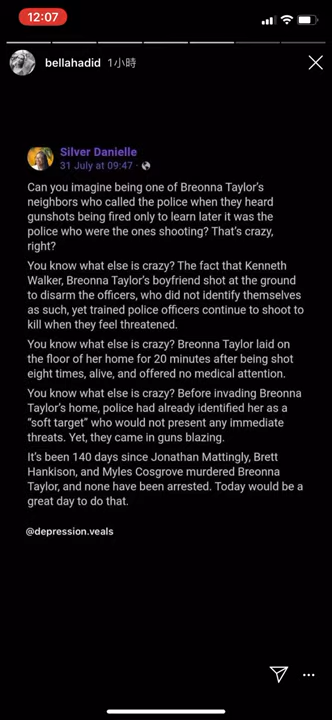 12:07
bellahadid 1小時
Silver Danielle
31 July at 09:47 ·
Can you imagine being one of Breonna Taylor's
neighbors who called the police when they heard
gunshots being fired only to learn later it was the
police who were the ones shooting? That's crazy,
right?
You know what else is crazy? The fact that Kenneth
Walker, Breonna Taylor's boyfriend shot at the ground
to disarm the officers, who did not identify themselves
as such, yet trained police officers continue to shoot to
kill when they feel threatened.
You know what else is crazy? Breonna Taylor laid on
the floor of her home for 20 minutes after being shot
eight times, alive, and offered no medical attention.
You know what else is crazy? Before invading Breonna
Taylor's home, police had already identified her as a
"soft target" who would not present any immediate
threats. Yet, they came in guns blazing.
It's been 140 days since Jonathan Mattingly, Brett
Hankison, and Myles Cosgrove murdered Breonna
Taylor, and none have been arrested. Today would be a
great day to do that.
@depression.veals